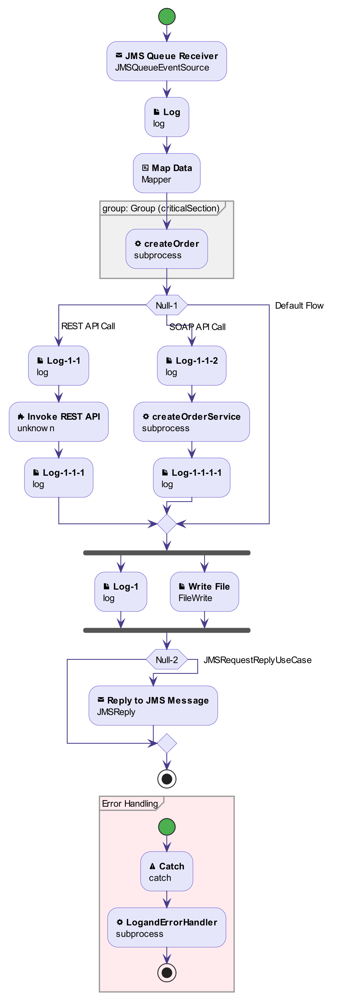 JMS Queue Receiver
JMSQueueEventSource
Log
log
Map Data
Mapper
group: Group (criticalSection)
createOrder
subprocess
Null-1
Default Flow
REST API Call
SOAP API Call
Log-1-1
log
Log-1-1-2
log
Invoke REST API
unknown
createOrderService
subprocess
Log-1-1-1
log
Log-1-1-1-1
log
Log-1
log
Write File
FileWrite
Null-2
JMSRequestReplyUseCase
Reply to JMS Message
JMSReply
Error Handling
Catch
catch
LogandErrorHandler
subprocess